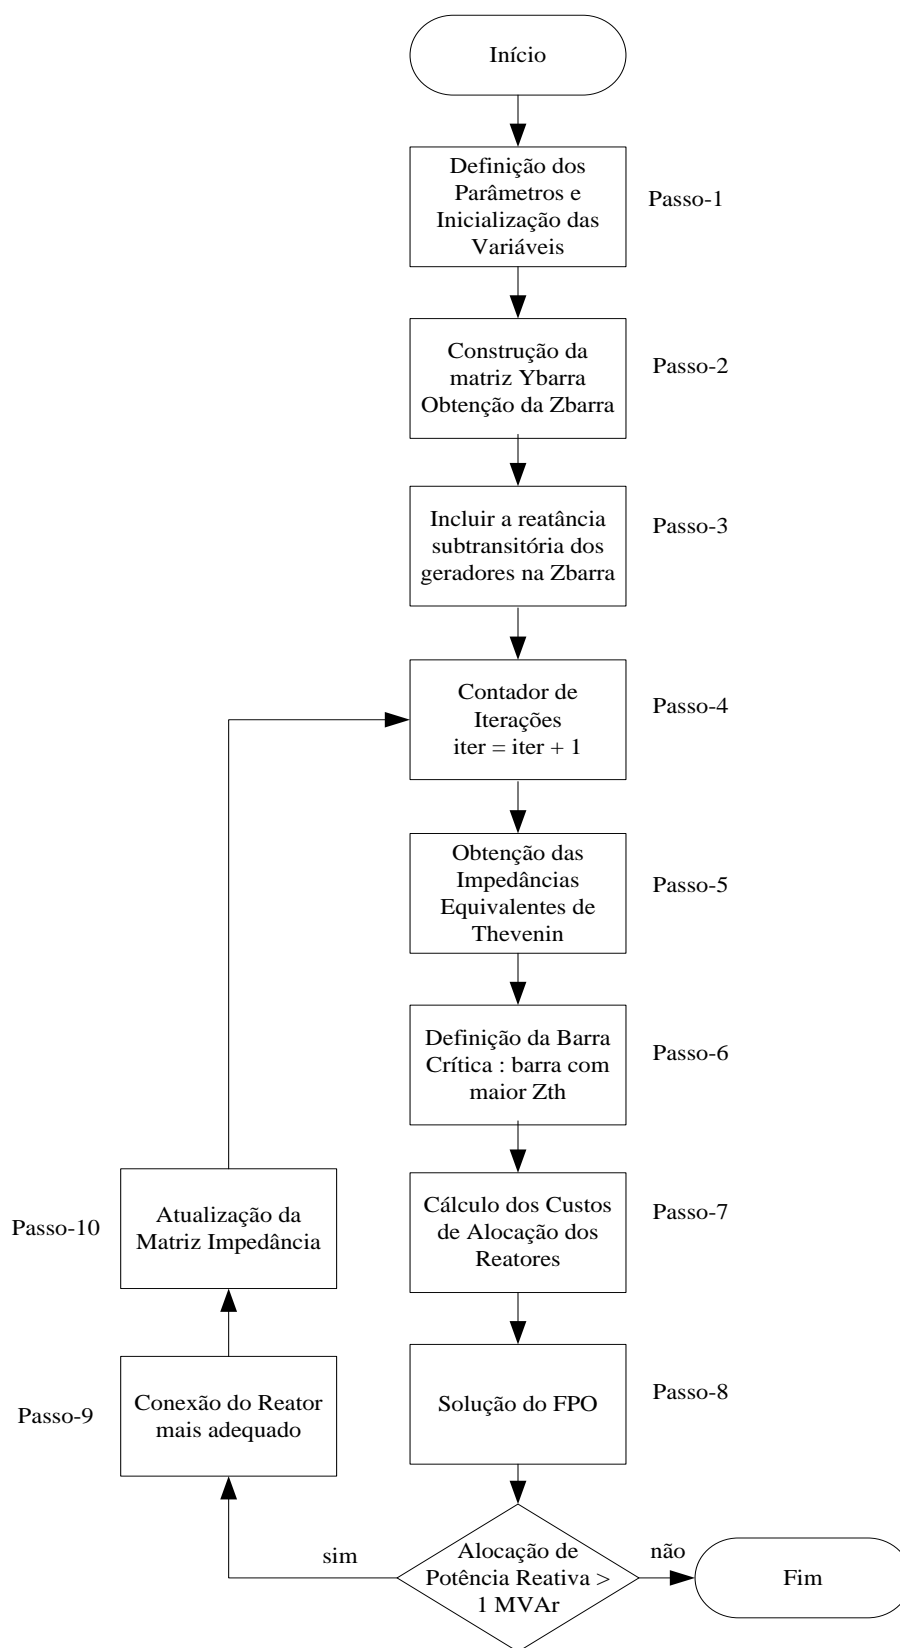 Início
Definição dos
Parâmetros e
Inicialização das
Variáveis
Passo-1
Construção da
matriz Ybarra
Obtenção da Zbarra
Passo-2
Incluir a reatância
subtransitória dos
geradores na Zbarra
Passo-3
Contador de
Iterações
iter = iter + 1
Passo-4
Obtenção das
Impedâncias
Equivalentes de
Thevenin
Passo-5
Definição da Barra
Crítica : barra com
maior Zth
Passo-6
Cálculo dos Custos
de Alocação dos
Reatores
Passo-7
Solução do FPO
Passo-8
Alocação de
Potência Reativa >
1 MVAr
sim
não
Fim
Conexão do Reator
mais adequado
Passo-9
Atualização da
Matriz Impedância
Passo-10